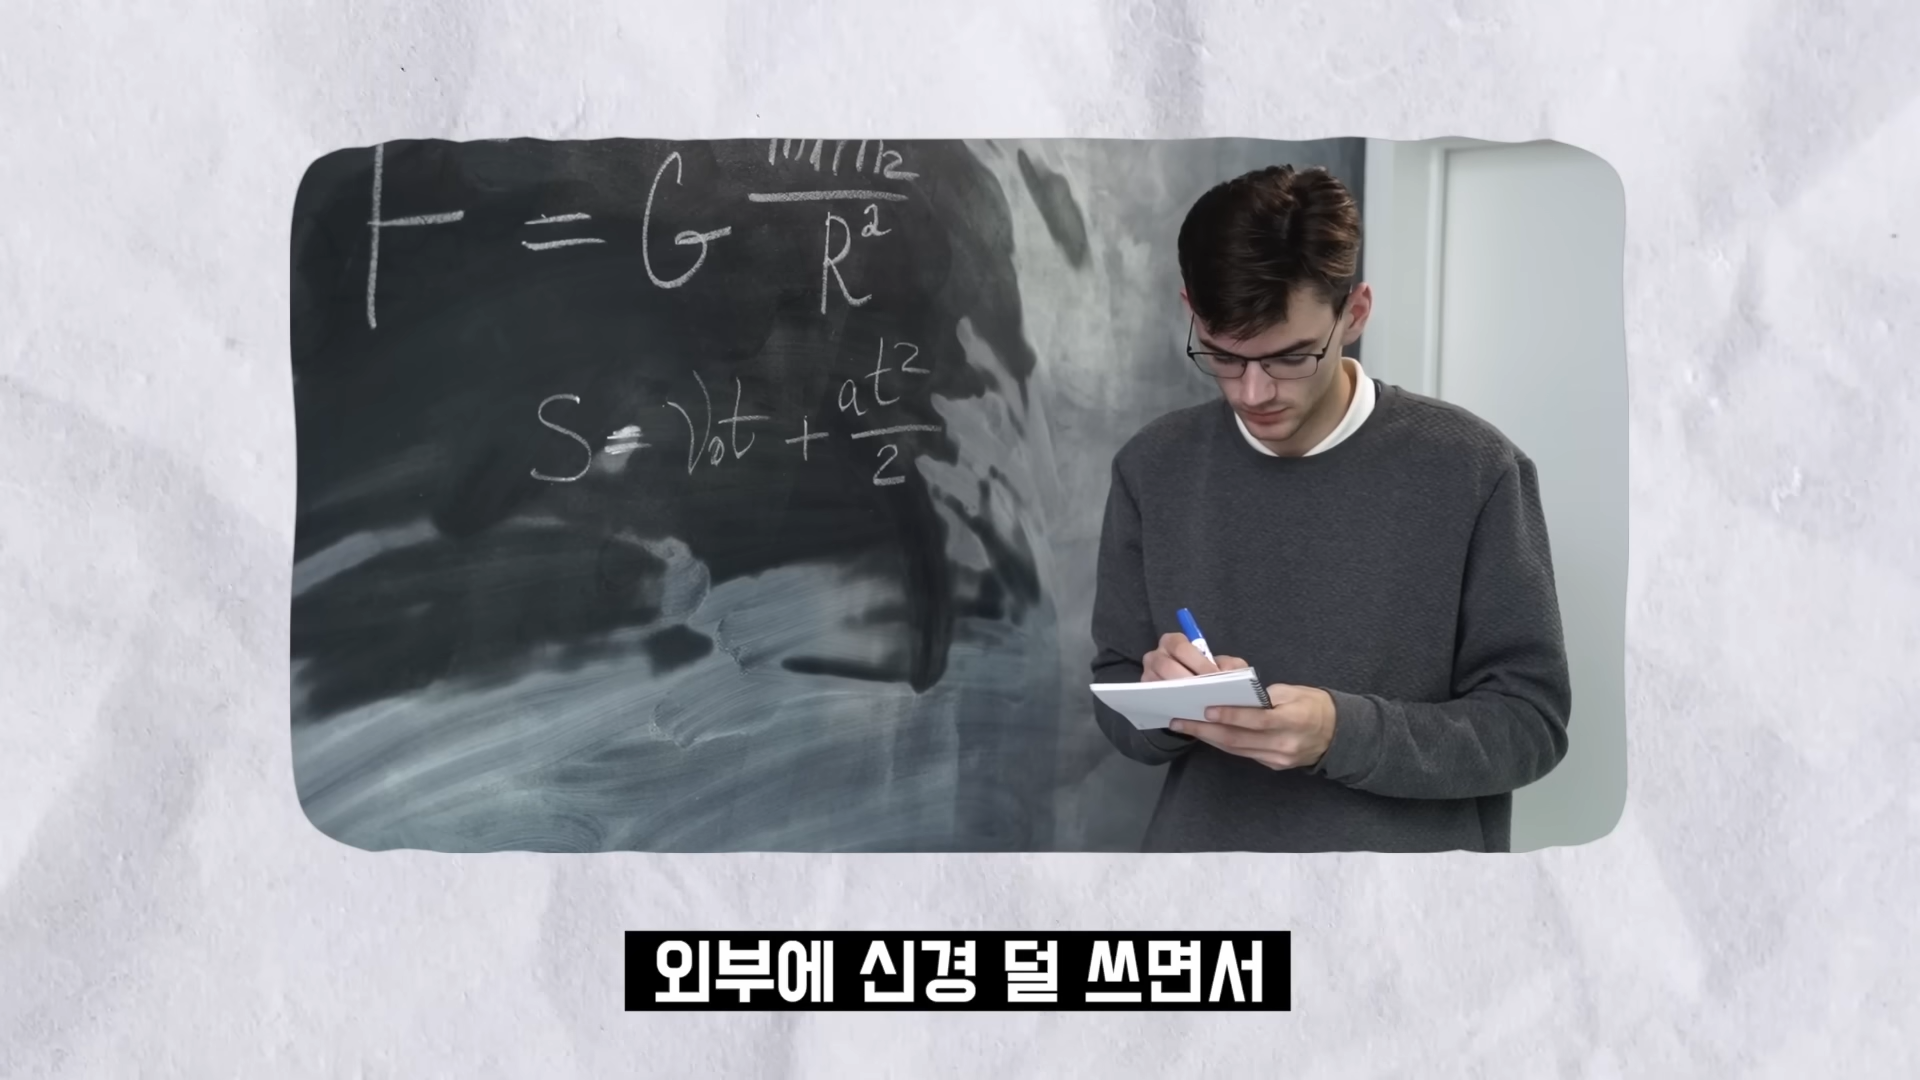 F = G m₁m₂/R²
S = V₀t + at²/2
외부에 신경 덜 쓰면서